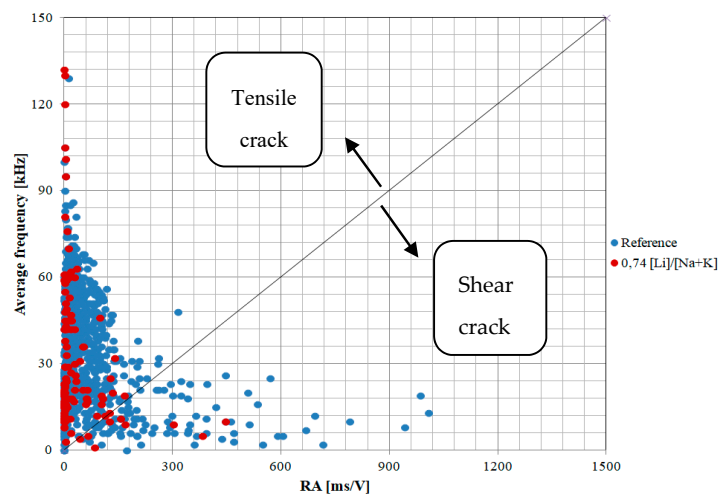 150
120
90
60
30
0
Average frequency [kHz]
Tensile
crack
Shear
crack
Reference
0,74 [Li]/[Na+K]
0 300 600 900 1200 1500
RA [ms/V]